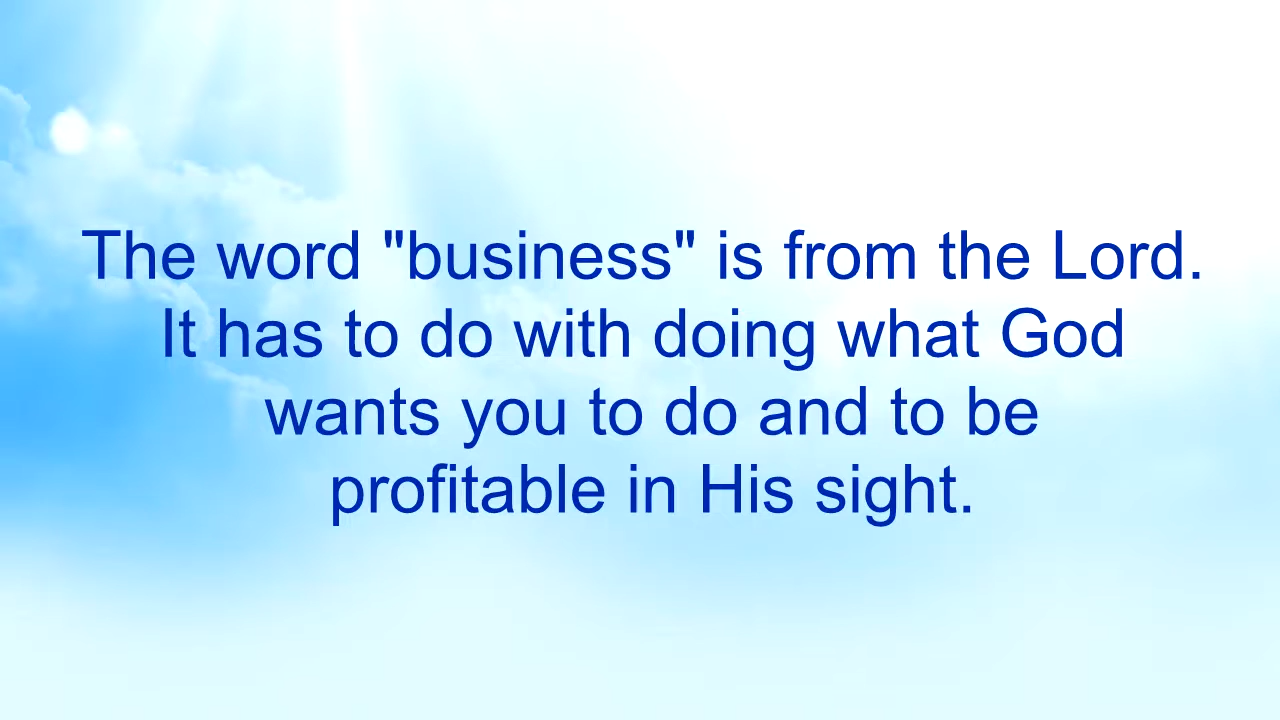 The word "business" is from the Lord.
It has to do with doing what God
wants you to do and to be
profitable in His sight.